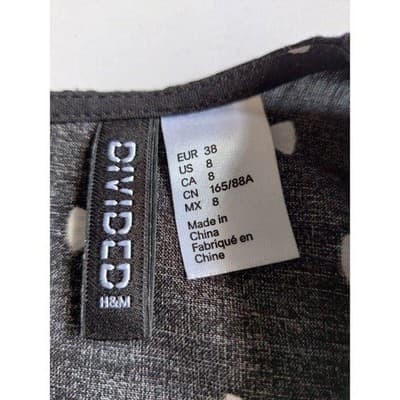 DIVIDED
H&M
EUR 38
US 8
CA 8
CN 165/88A
MX 8
Made in
China
Fabriqué en
Chine